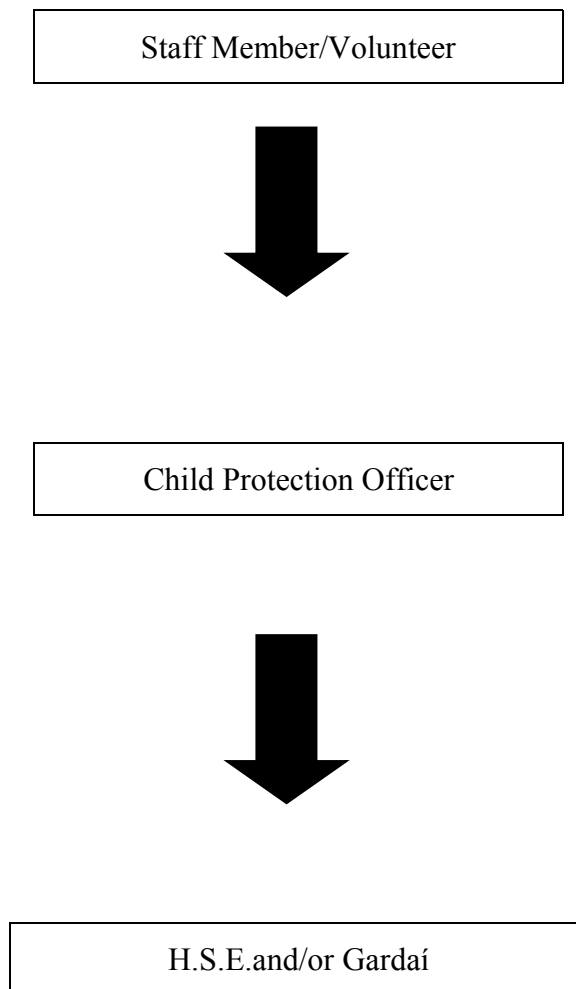 Staff Member/Volunteer
Child Protection Officer
H.S.E.and/or Gardaí